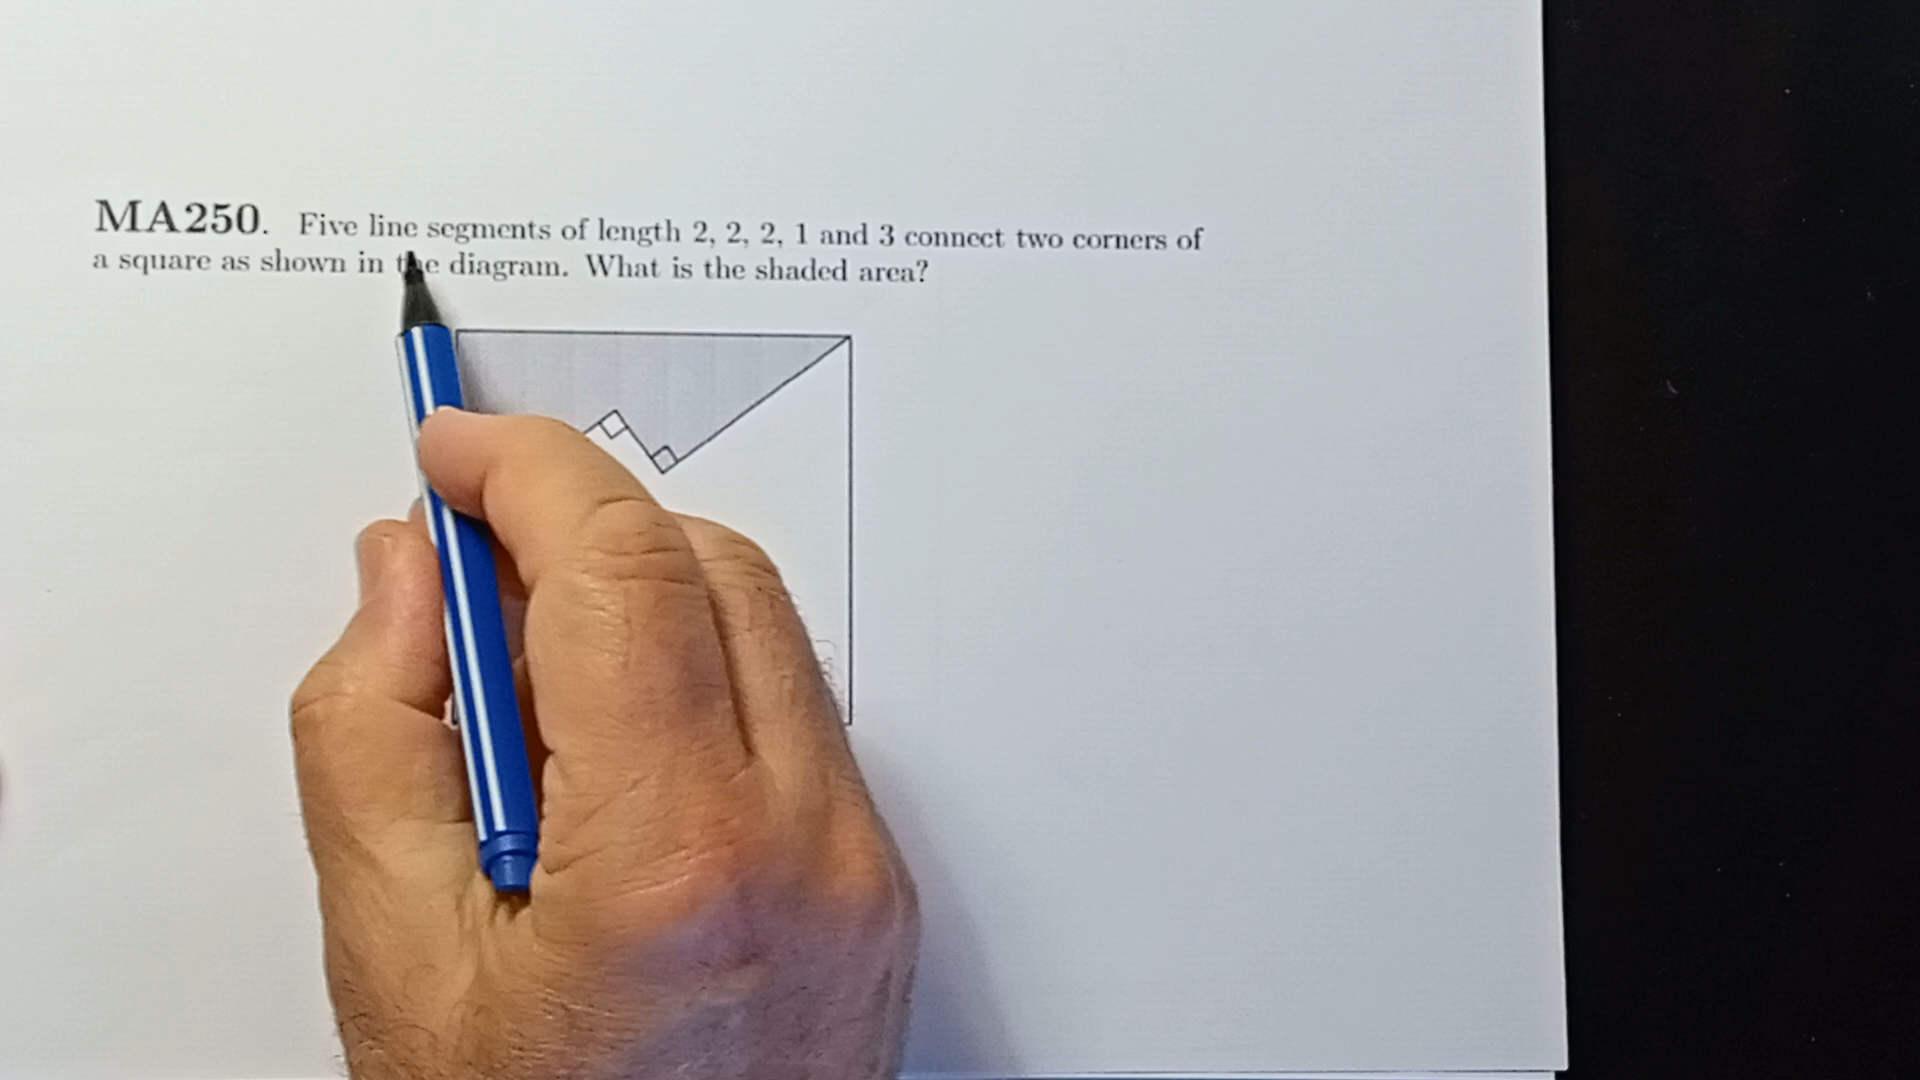 MA250. Five line segments of length 2, 2, 2, 1 and 3 connect two corners of
a square as shown in the diagram. What is the shaded area?